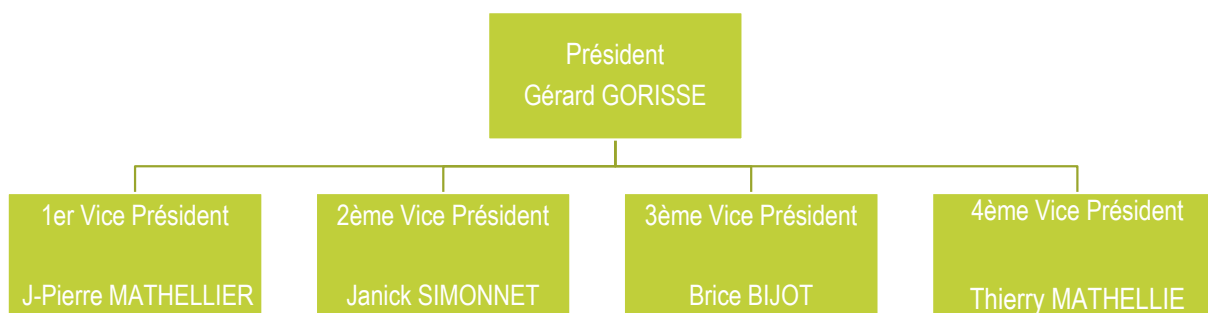 Président
Gérard GORISSE
1er Vice Président
J-Pierre MATHELLIER
2ème Vice Président
Janick SIMONNET
3ème Vice Président
Brice BIJOT
4ème Vice Président
Thierry MATHELLIE